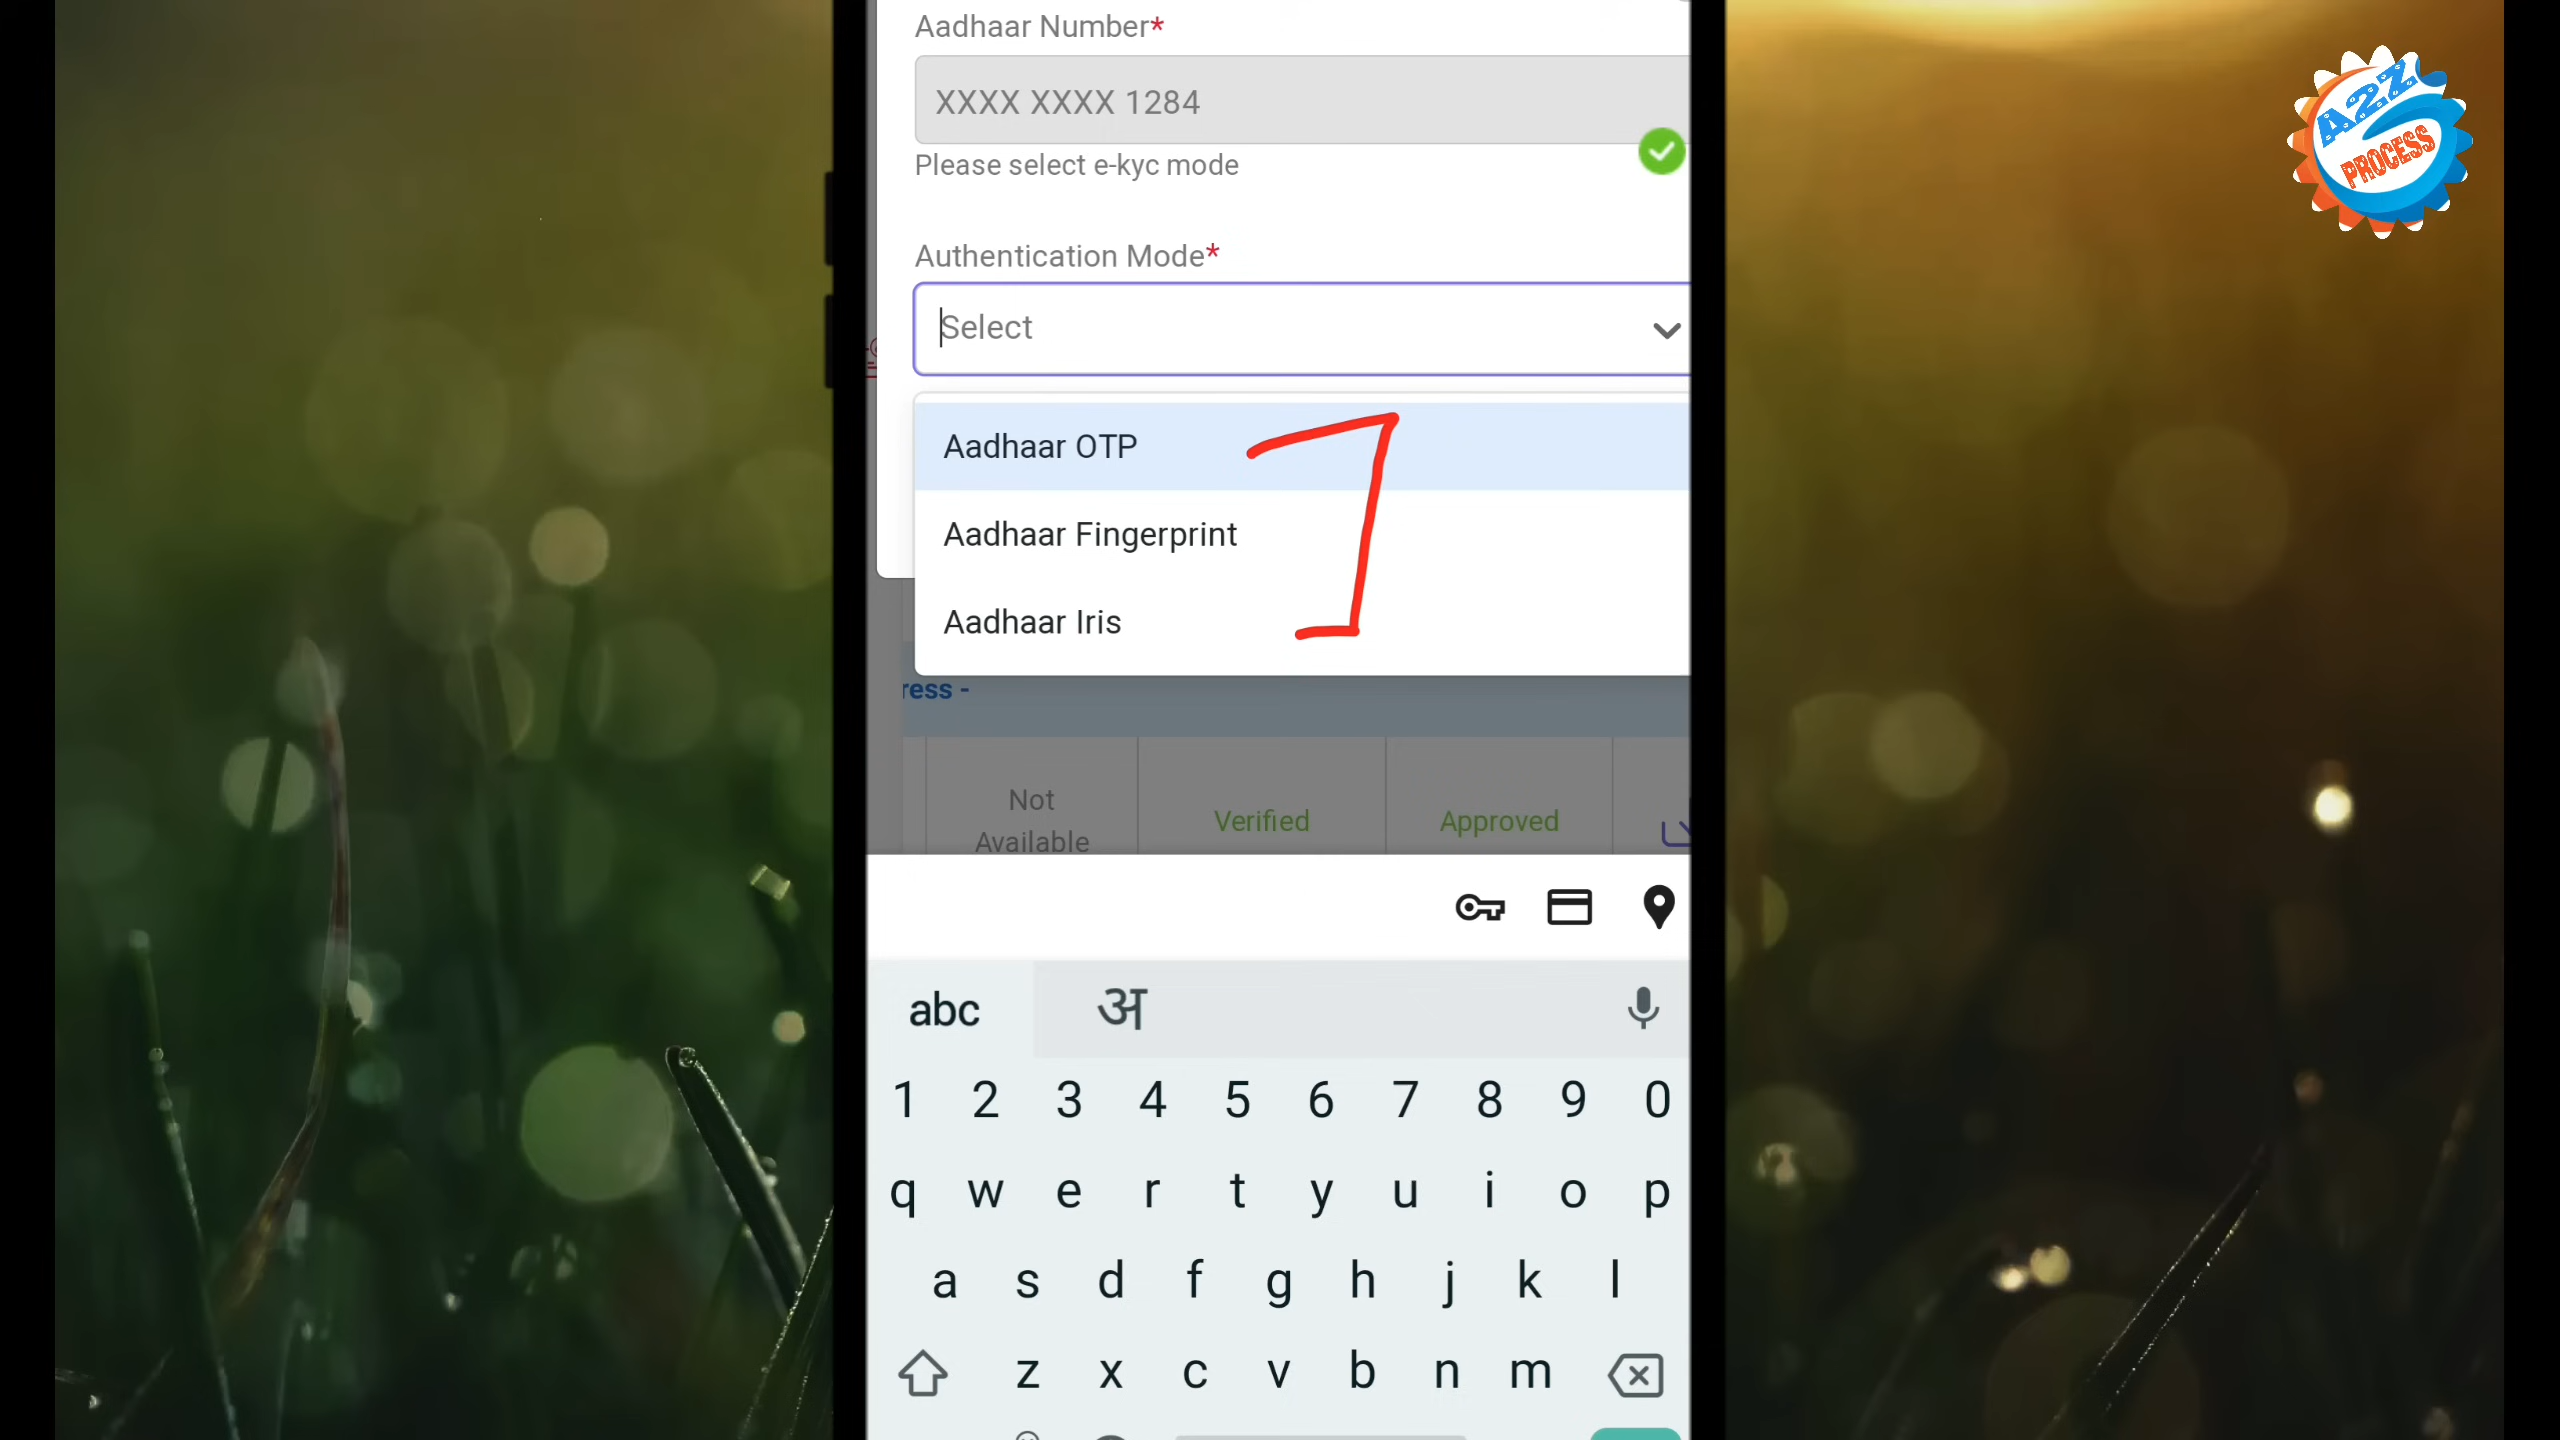 Aadhaar Number*
XXXX XXXX 1284
Please select e-kyc mode
Authentication Mode*
Select
Aadhaar OTP
Aadhaar Fingerprint
Aadhaar Iris
ress -
Not
Available
Verified
Approved
abc
अ
1 2 3 4 5 6 7 8 9 0
q w e r t y u i o p
a s d f g h j k l
z x c v b n m
A2Z
PROCESS